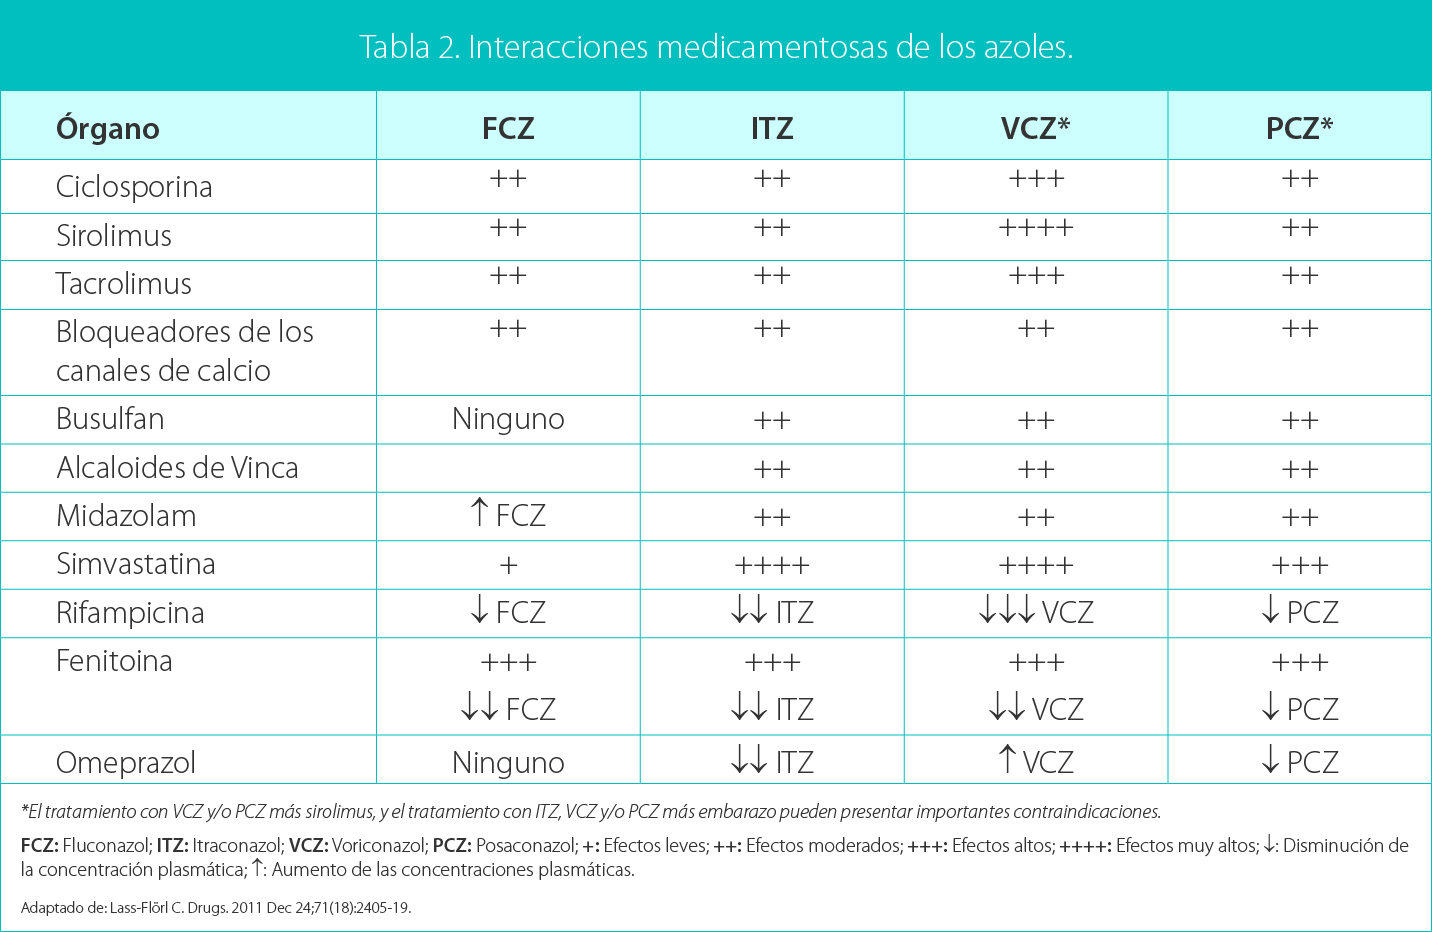 Tabla 2. Interacciones medicamentosas de los azoles.
Órgano FCZ ITZ VCZ* PCZ*
Ciclosporina ++ ++ +++ ++
Sirolimus ++ ++ ++++ ++
Tacrolimus ++ ++ +++ ++
Bloqueadores de los ++ ++ ++ ++
canales de calcio
Busulfan Ninguno ++ ++ ++
Alcaloides de Vinca ++ ++ ++
Midazolam ↑ FCZ ++ ++ ++
Simvastatina + ++++ ++++ +++
Rifampicina ↓ FCZ ↓↓ ITZ ↓↓↓ VCZ ↓ PCZ
Fenitoina +++ +++ +++ +++
↓↓ FCZ ↓↓ ITZ ↓↓ VCZ ↓ PCZ
Omeprazol Ninguno ↓↓ ITZ ↑ VCZ ↓ PCZ
*El tratamiento con VCZ y/o PCZ más sirolimus, y el tratamiento con ITZ, VCZ y/o PCZ más embarazo pueden presentar importantes contraindicaciones.
FCZ: Fluconazol; ITZ: Itraconazol; VCZ: Voriconazol; PCZ: Posaconazol; +: Efectos leves; ++: Efectos moderados; +++: Efectos altos; ++++: Efectos muy altos; ↓: Disminución de
la concentración plasmática; ↑: Aumento de las concentraciones plasmáticas.
Adaptado de: Lass-Flörl C. Drugs. 2011 Dec 24;71(18):2405-19.